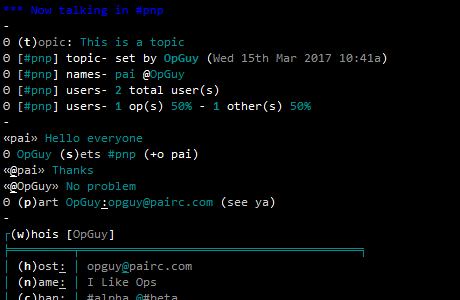 *** Now talking in #pnp
-
Θ (t)opic: This is a topic
Θ [#pnp] topic- set by OpGuy (Wed 15th Mar 2017 10:41a)
Θ [#pnp] names- pai @OpGuy
Θ [#pnp] users- 2 total user(s)
Θ [#pnp] users- 1 op(s) 50% - 1 other(s) 50%
-
«pai» Hello everyone
Θ OpGuy (s)ets #pnp (+o pai)
«@pai» Thanks
«@OpGuy» No problem
Θ (p)art OpGuy:opguy@pairc.com (see ya)
-
┌(w)hois [OpGuy]
│ (h)ost: │ opguy@pairc.com
│ (n)ame: │ I Like Ops
│ (c)han: │ #alpha @#beta